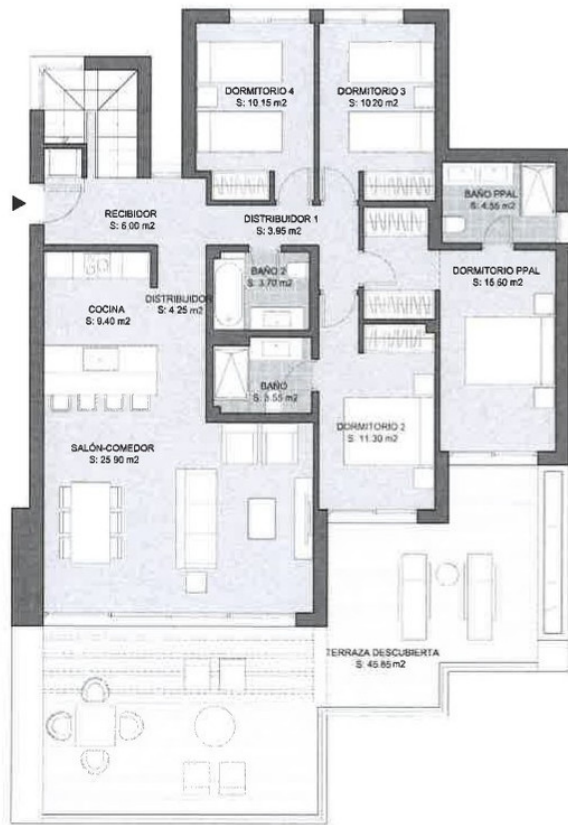 DORMITORIO 4
S: 10.15 m2
DORMITORIO 3
S: 10.20 m2
BAÑO PPAL
S: 4.55 m2
RECIBIDOR
S: 6.00 m2
DISTRIBUIDOR 1
S: 3.95 m2
BAÑO 2
S: 3.70 m2
DORMITORIO PPAL
S: 15.60 m2
COCINA
S: 9.40 m2
DISTRIBUIDOR
S: 4.25 m2
BAÑO
S: 3.55 m2
DORMITORIO 2
S: 11.30 m2
SALÓN-COMEDOR
S: 25.90 m2
TERRAZA DESCUBIERTA
S: 45.85 m2